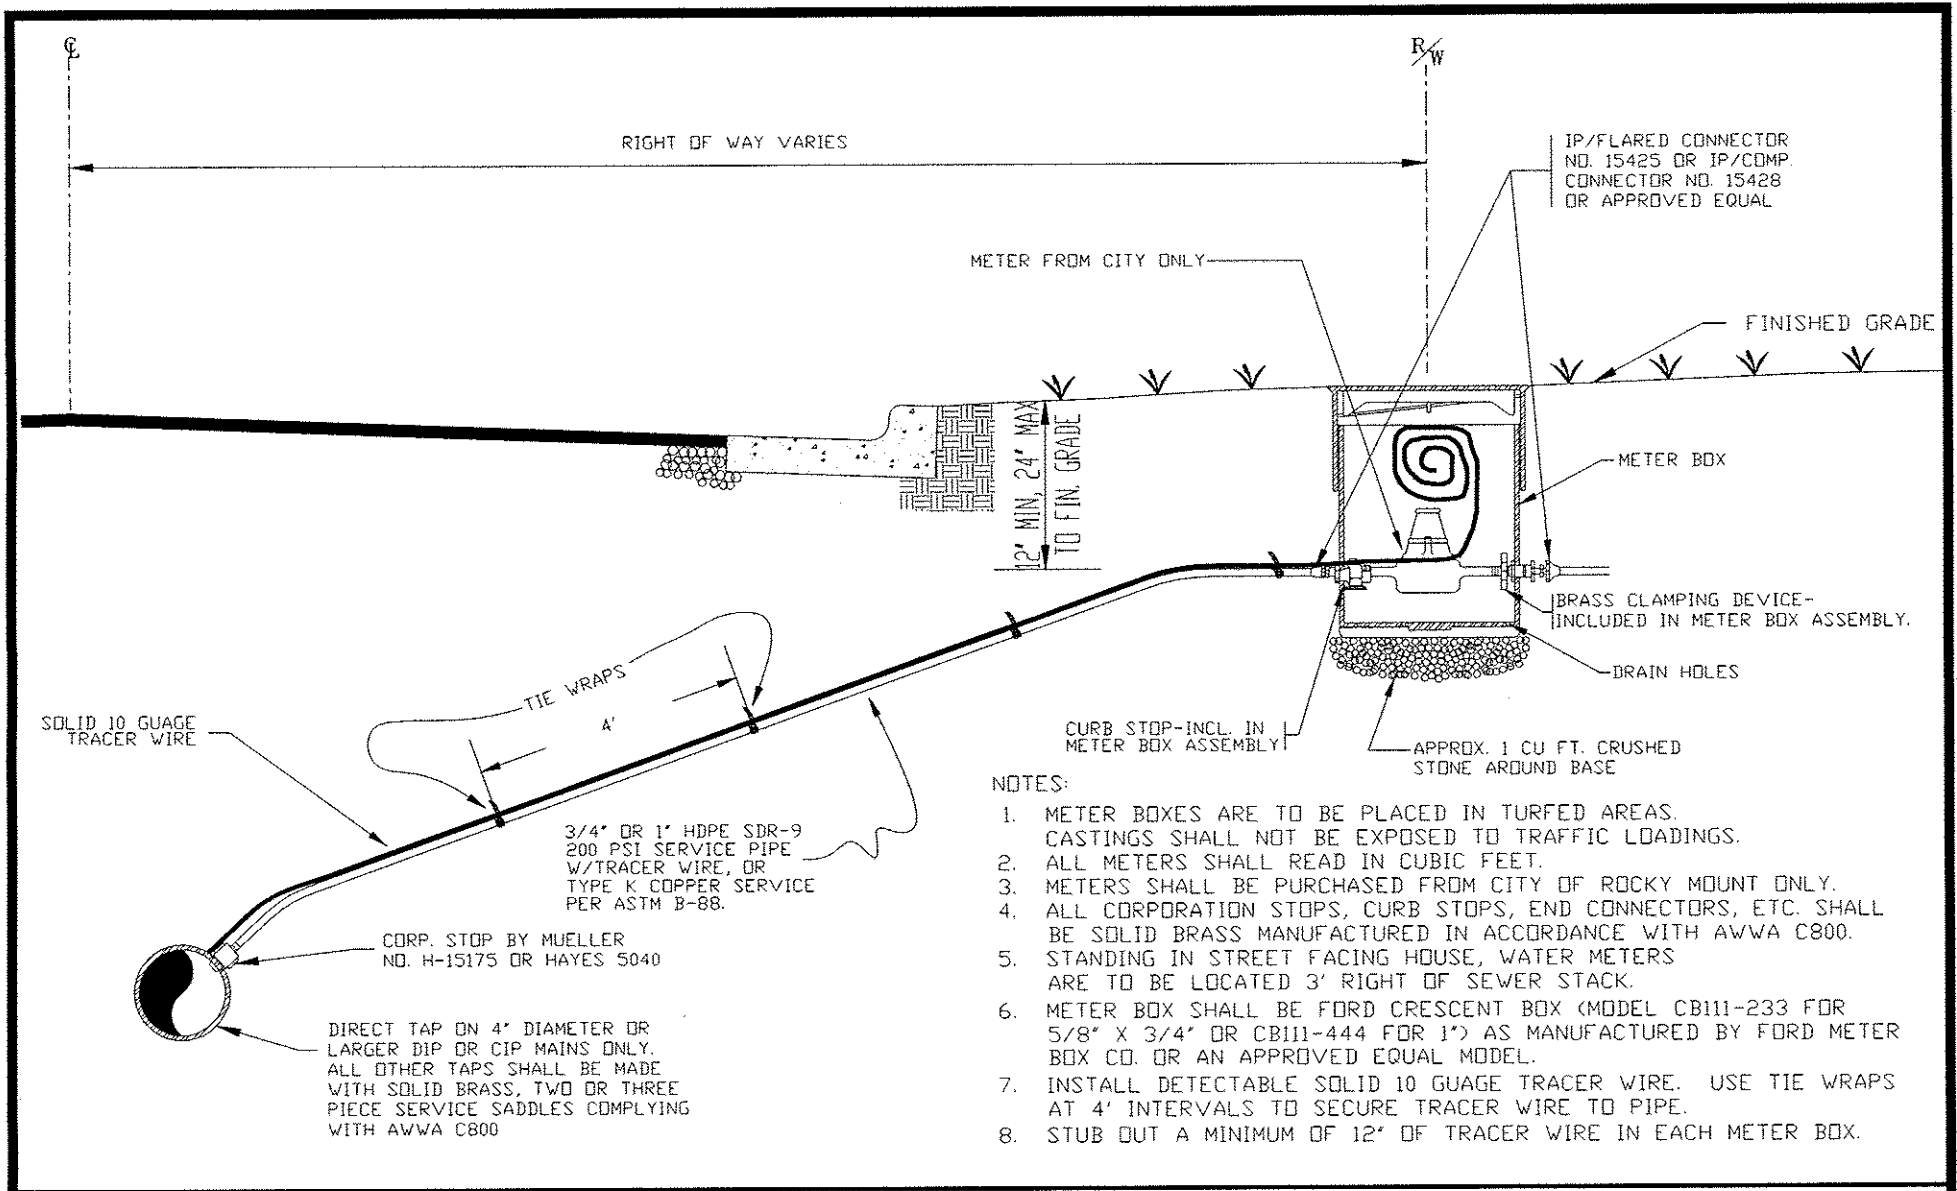 ℄
R/W
RIGHT OF WAY VARIES
IP/FLARED CONNECTOR
NO. 15425 OR IP/COMP.
CONNECTOR NO. 15428
OR APPROVED EQUAL
METER FROM CITY ONLY
FINISHED GRADE
12" MIN, 24" MAX
TO FIN. GRADE
METER BOX
BRASS CLAMPING DEVICE-
INCLUDED IN METER BOX ASSEMBLY.
DRAIN HOLES
TIE WRAPS
4'
SOLID 10 GUAGE
TRACER WIRE
CURB STOP-INCL. IN
METER BOX ASSEMBLY
APPROX. 1 CU FT. CRUSHED
STONE AROUND BASE
3/4" OR 1" HDPE SDR-9
200 PSI SERVICE PIPE
W/TRACER WIRE, OR
TYPE K COPPER SERVICE
PER ASTM B-88.
CORP. STOP BY MUELLER
NO. H-15175 OR HAYES 5040
DIRECT TAP ON 4" DIAMETER OR
LARGER DIP OR CIP MAINS ONLY.
ALL OTHER TAPS SHALL BE MADE
WITH SOLID BRASS, TWO OR THREE
PIECE SERVICE SADDLES COMPLYING
WITH AWWA C800
NOTES:
1. METER BOXES ARE TO BE PLACED IN TURFED AREAS.
CASTINGS SHALL NOT BE EXPOSED TO TRAFFIC LOADINGS.
2. ALL METERS SHALL READ IN CUBIC FEET.
3. METERS SHALL BE PURCHASED FROM CITY OF ROCKY MOUNT ONLY.
4. ALL CORPORATION STOPS, CURB STOPS, END CONNECTORS, ETC. SHALL
BE SOLID BRASS MANUFACTURED IN ACCORDANCE WITH AWWA C800.
5. STANDING IN STREET FACING HOUSE, WATER METERS
ARE TO BE LOCATED 3' RIGHT OF SEWER STACK.
6. METER BOX SHALL BE FORD CRESCENT BOX (MODEL CB111-233 FOR
5/8" X 3/4" OR CB111-444 FOR 1") AS MANUFACTURED BY FORD METER
BOX CO. OR AN APPROVED EQUAL MODEL.
7. INSTALL DETECTABLE SOLID 10 GUAGE TRACER WIRE. USE TIE WRAPS
AT 4' INTERVALS TO SECURE TRACER WIRE TO PIPE.
8. STUB OUT A MINIMUM OF 12" OF TRACER WIRE IN EACH METER BOX.